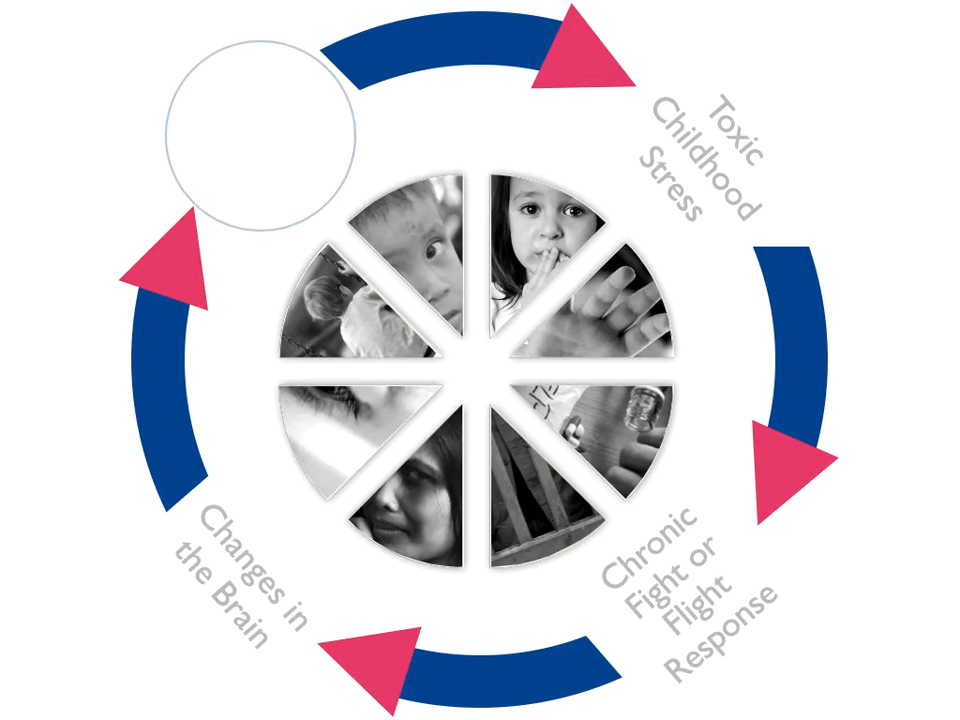 Toxic
Childhood
Stress
Chronic
Fight or
Flight
Response
Changes in
the Brain